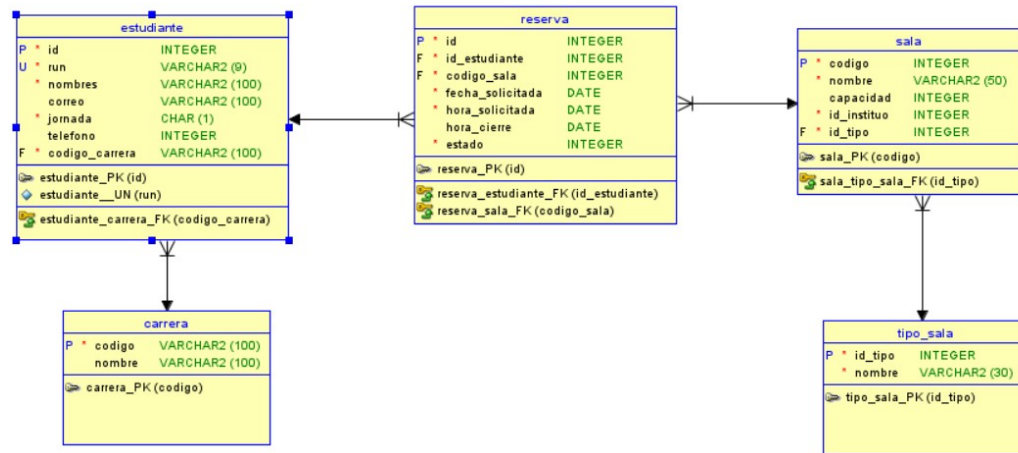 estudiante
P * id INTEGER
U * run VARCHAR2 (9)
* nombres VARCHAR2 (100)
correo VARCHAR2 (100)
* jornada CHAR (1)
telefono INTEGER
F * codigo_carrera VARCHAR2 (100)
estudiante_PK (id)
estudiante__UN (run)
estudiante_carrera_FK (codigo_carrera)
reserva
P * id INTEGER
F * id_estudiante INTEGER
F * codigo_sala INTEGER
* fecha_solicitada DATE
* hora_solicitada DATE
hora_cierre DATE
* estado INTEGER
reserva_PK (id)
reserva_estudiante_FK (id_estudiante)
reserva_sala_FK (codigo_sala)
sala
P * codigo INTEGER
* nombre VARCHAR2 (50)
capacidad INTEGER
* id_instituo INTEGER
F * id_tipo INTEGER
sala_PK (codigo)
sala_tipo_sala_FK (id_tipo)
carrera
P * codigo VARCHAR2 (100)
nombre VARCHAR2 (100)
carrera_PK (codigo)
tipo_sala
P * id_tipo INTEGER
* nombre VARCHAR2 (30)
tipo_sala_PK (id_tipo)